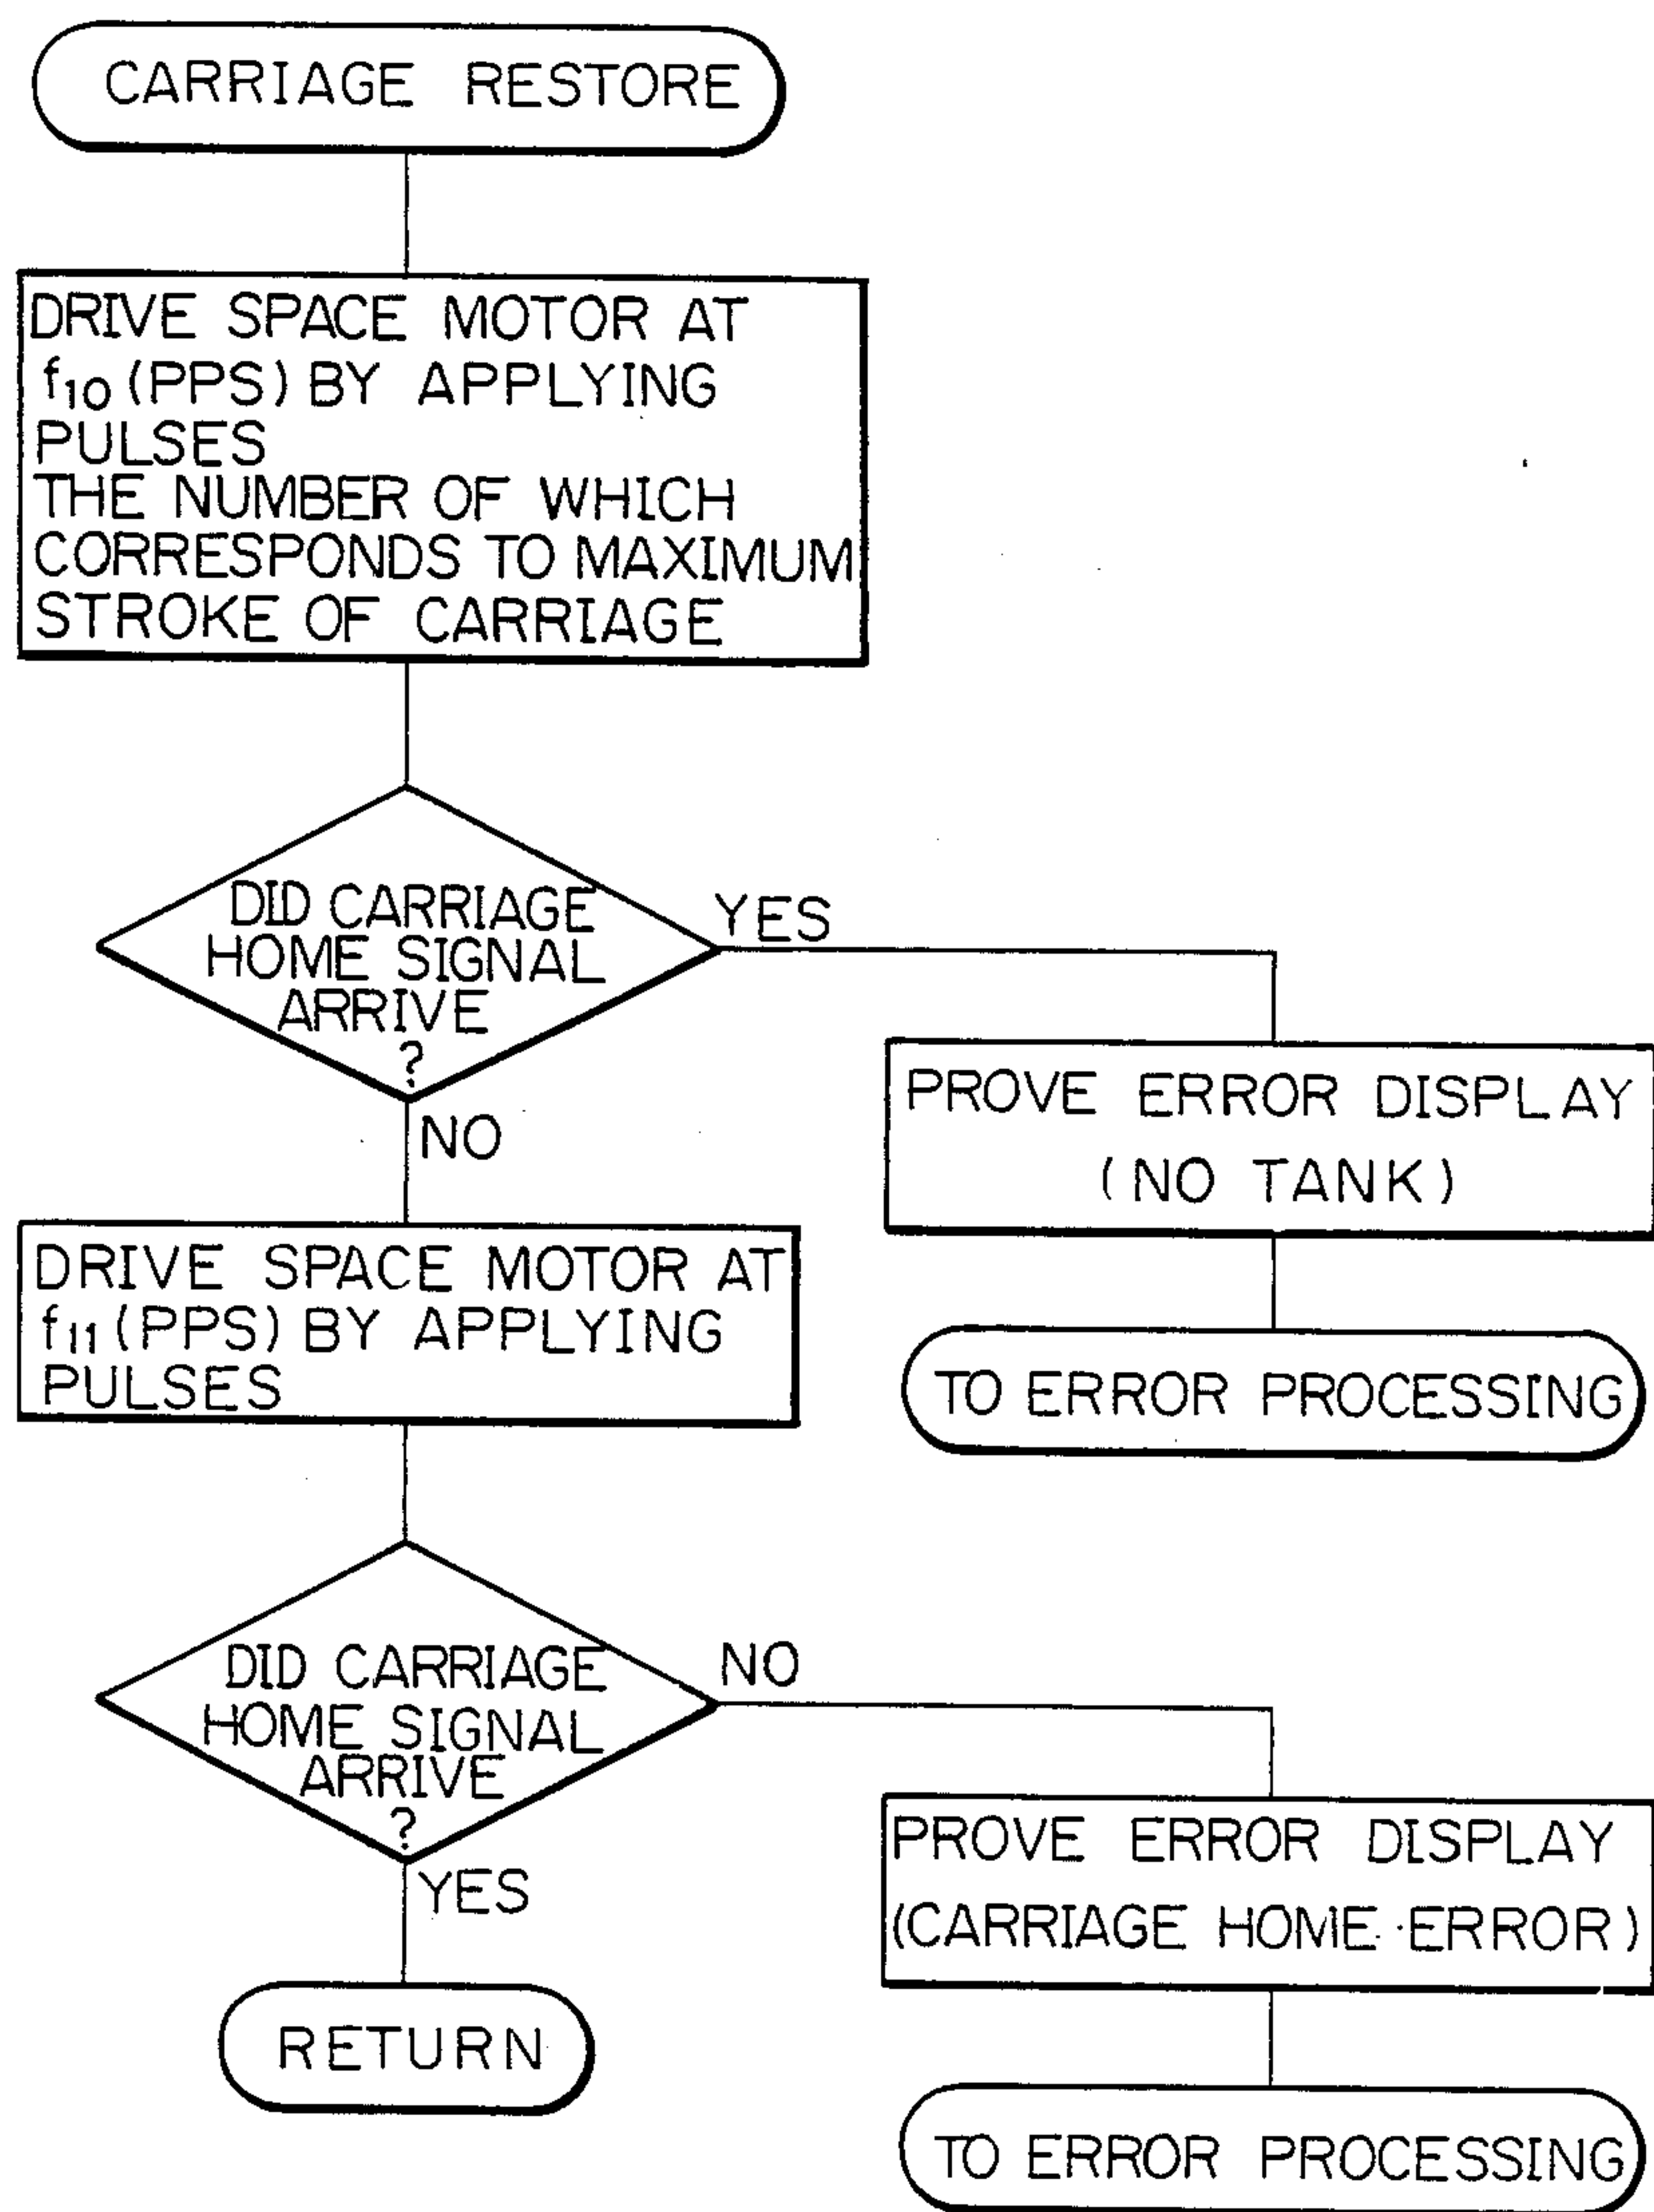 CARRIAGE RESTORE
DRIVE SPACE MOTOR AT
f10 (PPS) BY APPLYING
PULSES
THE NUMBER OF WHICH
CORRESPONDS TO MAXIMUM
STROKE OF CARRIAGE
DID CARRIAGE
HOME SIGNAL
ARRIVE
?
YES
NO
PROVE ERROR DISPLAY
(NO TANK)
TO ERROR PROCESSING
DRIVE SPACE MOTOR AT
f11 (PPS) BY APPLYING
PULSES
DID CARRIAGE
HOME SIGNAL
ARRIVE
?
NO
YES
PROVE ERROR DISPLAY
(CARRIAGE HOME ERROR)
TO ERROR PROCESSING
RETURN